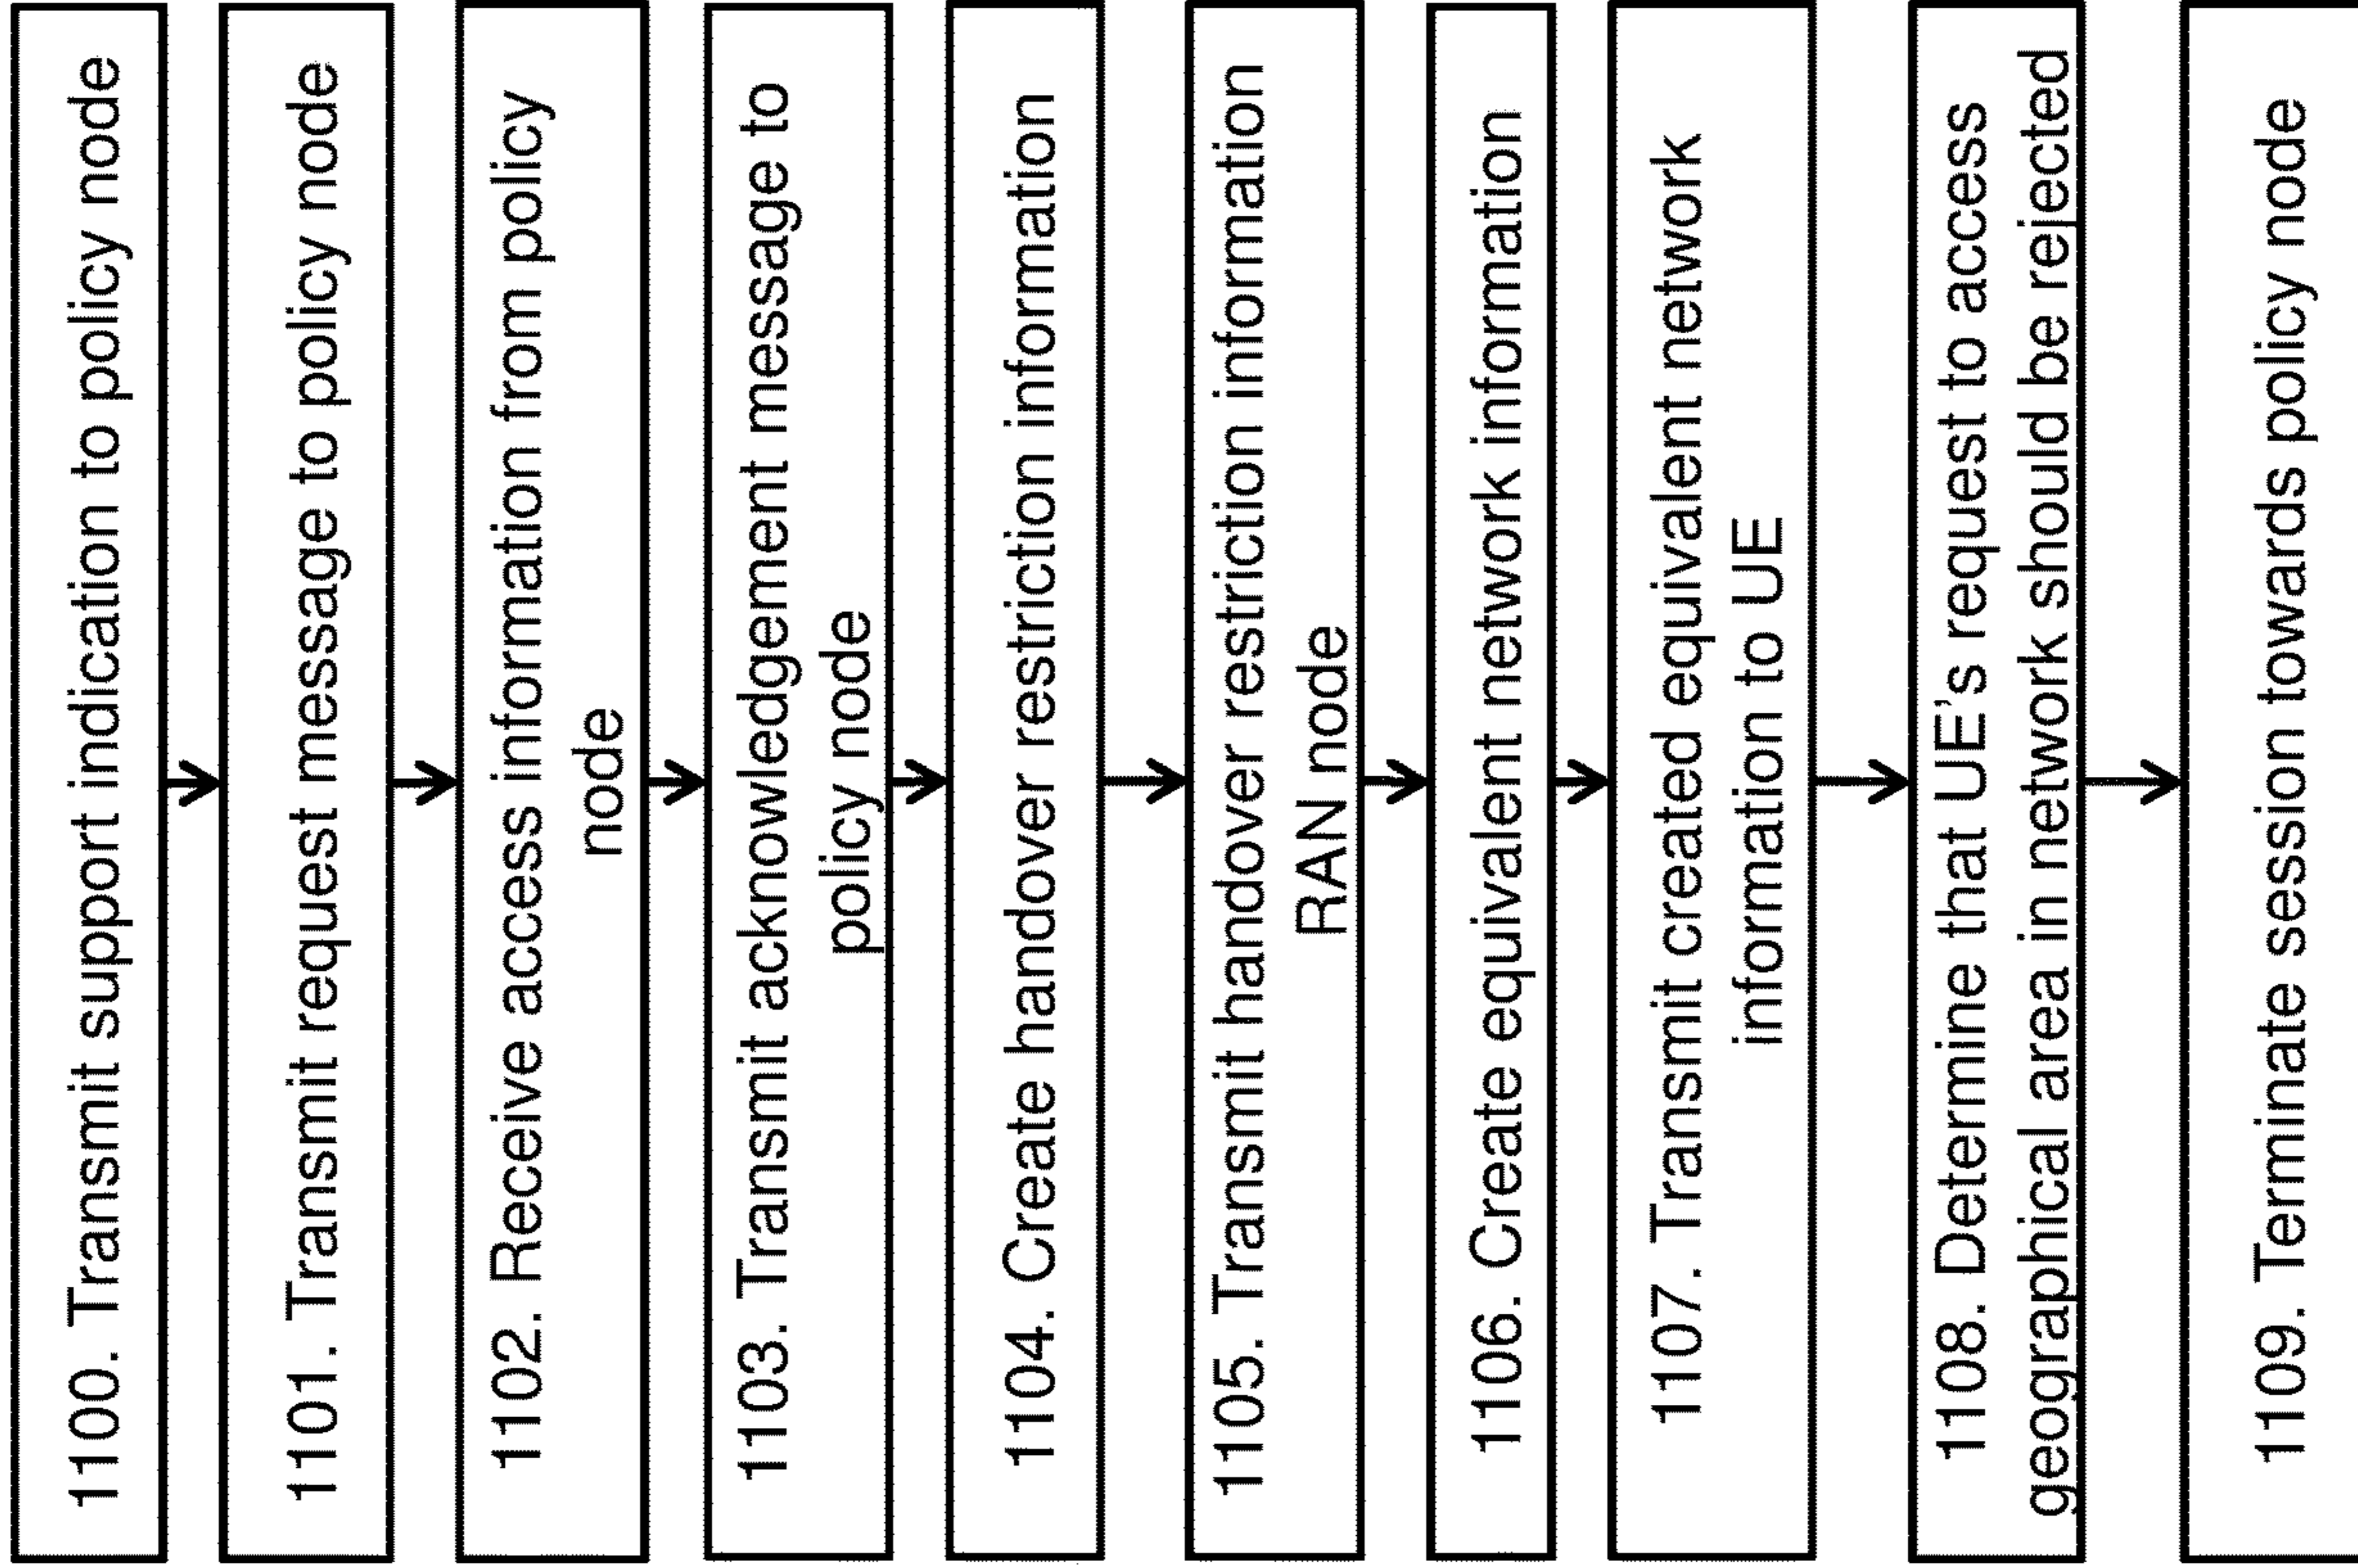 1100. Transmit support indication to policy node
1101. Transmit request message to policy node
1102. Receive access information from policy
node
1103. Transmit acknowledgement message to
policy node
1104. Create handover restriction information
1105. Transmit handover restriction information
RAN node
1106. Create equivalent network information
1107. Transmit created equivalent network
information to UE
1108. Determine that UE's request to access
geographical area in network should be rejected
1109. Terminate session towards policy node